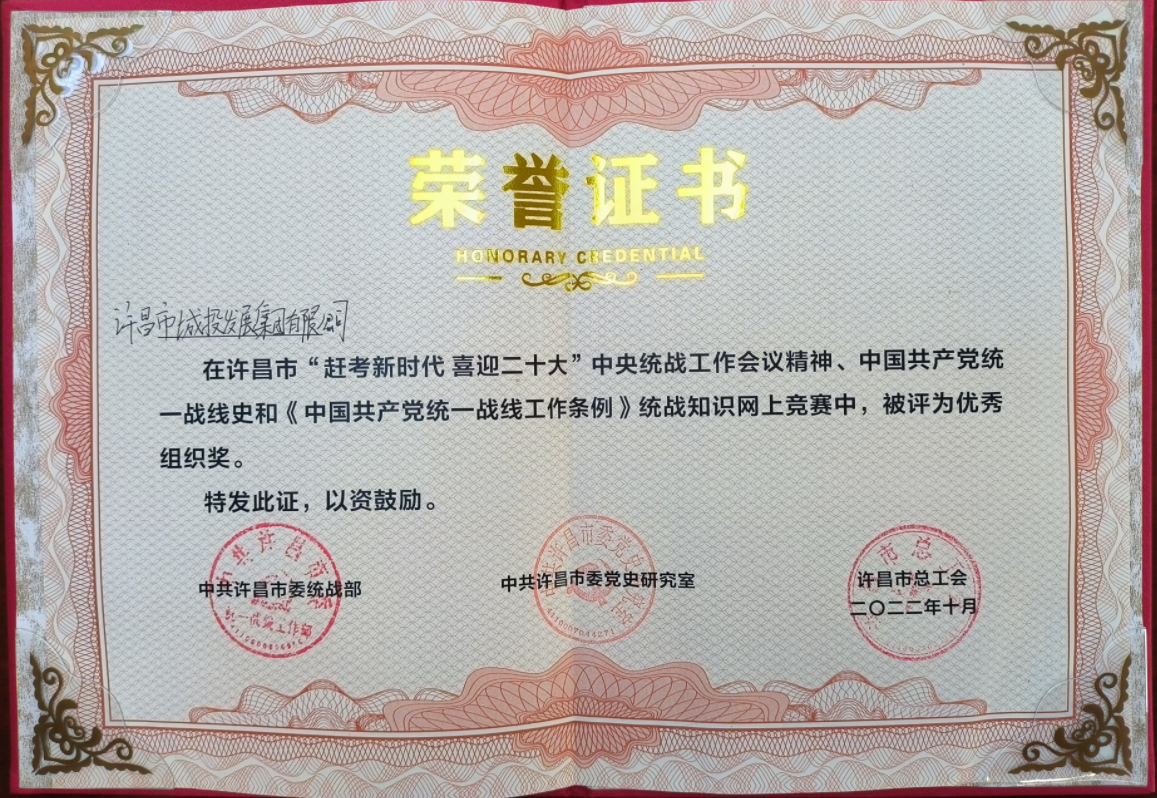 荣誉证书
HONORARY CREDENTIAL
许昌市城投发展集团有限公司
在许昌市“赶考新时代 喜迎二十大”中央统战工作会议精神、中国共产党统
一战线史和《中国共产党统一战线工作条例》统战知识网上竞赛中，被评为优秀
组织奖。
特发此证，以资鼓励。
中共许昌市委统战部
中共许昌市委党史研究室
许昌市总工会
二〇二二年十月